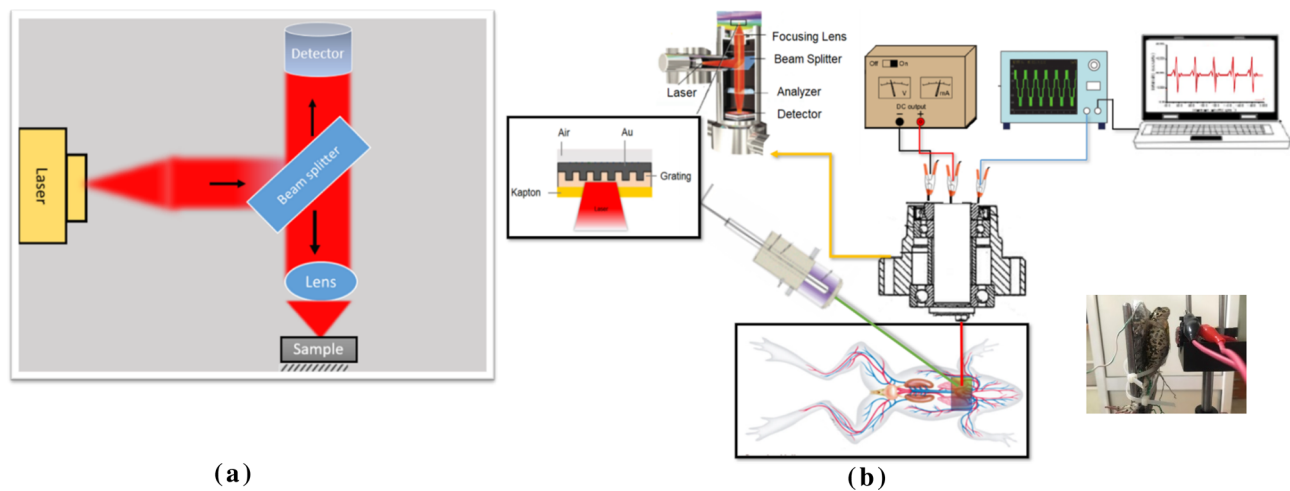 Detector
Laser
Beam splitter
Lens
Sample
(a)
Focusing Lens
Beam Splitter
Laser
Analyzer
Detector
Air
Au
Grating
Kapton
Laser
Off
On
V
mA
DC output
− +
(b)